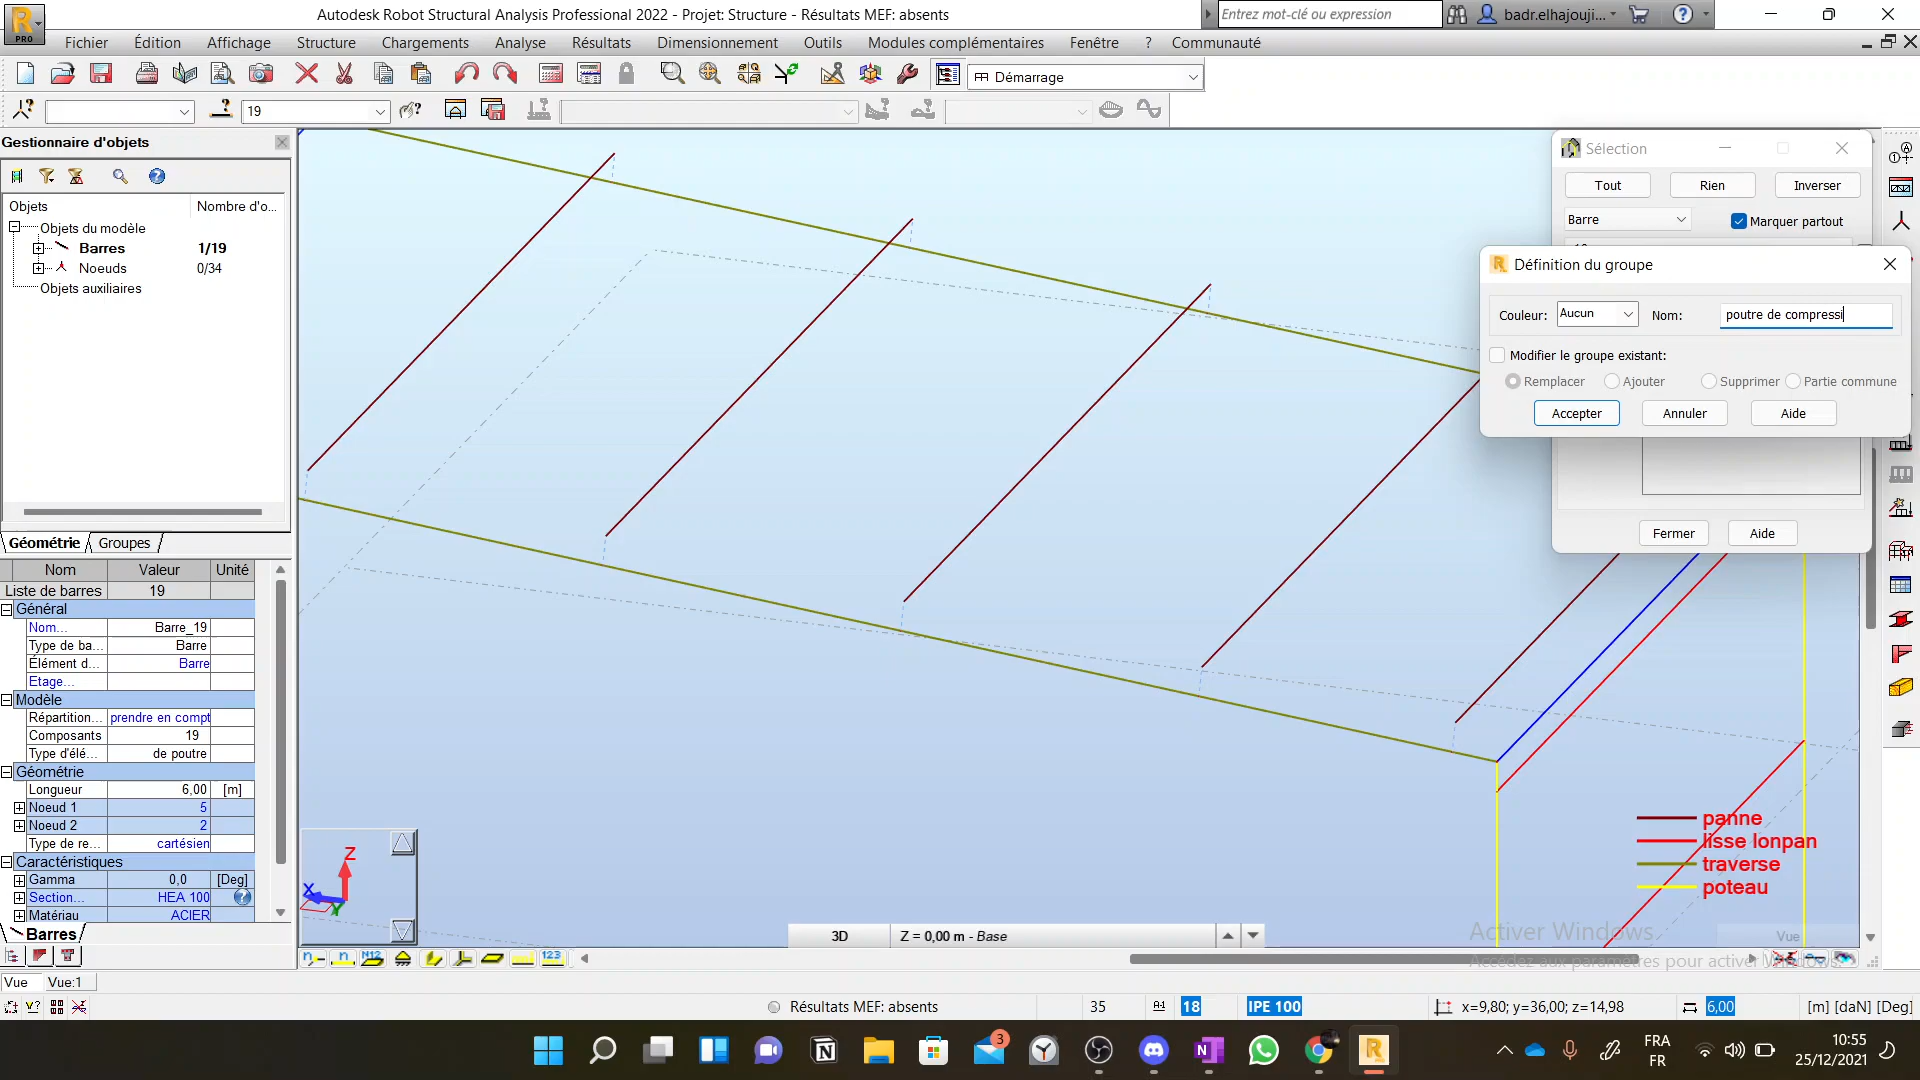 PRO
Autodesk Robot Structural Analysis Professional 2022 - Projet: Structure - Résultats MEF: absents
Entrez mot-clé ou expression
badr.elhajouji...
Fichier Édition Affichage Structure Chargements Analyse Résultats Dimensionnement Outils Modules complémentaires Fenêtre ? Communauté
Démarrage
19
Gestionnaire d'objets
Objets Nombre d'o...
Objets du modèle
Barres 1/19
Noeuds 0/34
Objets auxiliaires
Géométrie Groupes
Nom Valeur Unité
Liste de barres 19
Général
Nom... Barre_19
Type de ba... Barre
Élément d... Barre
Etage...
Modèle
Répartition... prendre en compt
Composants 19
Type d'élé... de poutre
Géométrie
Longueur 6,00 [m]
Noeud 1 5
Noeud 2 2
Type de re... cartésien
Caractéristiques
Gamma 0,0 [Deg]
Section... HEA 100
Matériau ACIER
Barres
Sélection
Tout Rien Inverser
Barre Marquer partout
Définition du groupe
Couleur: Aucun Nom: poutre de compressi
Modifier le groupe existant:
Remplacer Ajouter Supprimer Partie commune
Accepter Annuler Aide
Fermer Aide
panne
lisse lonpan
traverse
poteau
Z
X
Y
3D Z = 0,00 m - Base
Activer Windows
Accédez aux paramètres pour activer Windows.
Vue
Vue Vue:1
Résultats MEF: absents 35 18 IPE 100 x=9,80; y=36,00; z=14,98 6,00 [m] [daN] [Deg]
3
FRA
FR
10:55
25/12/2021